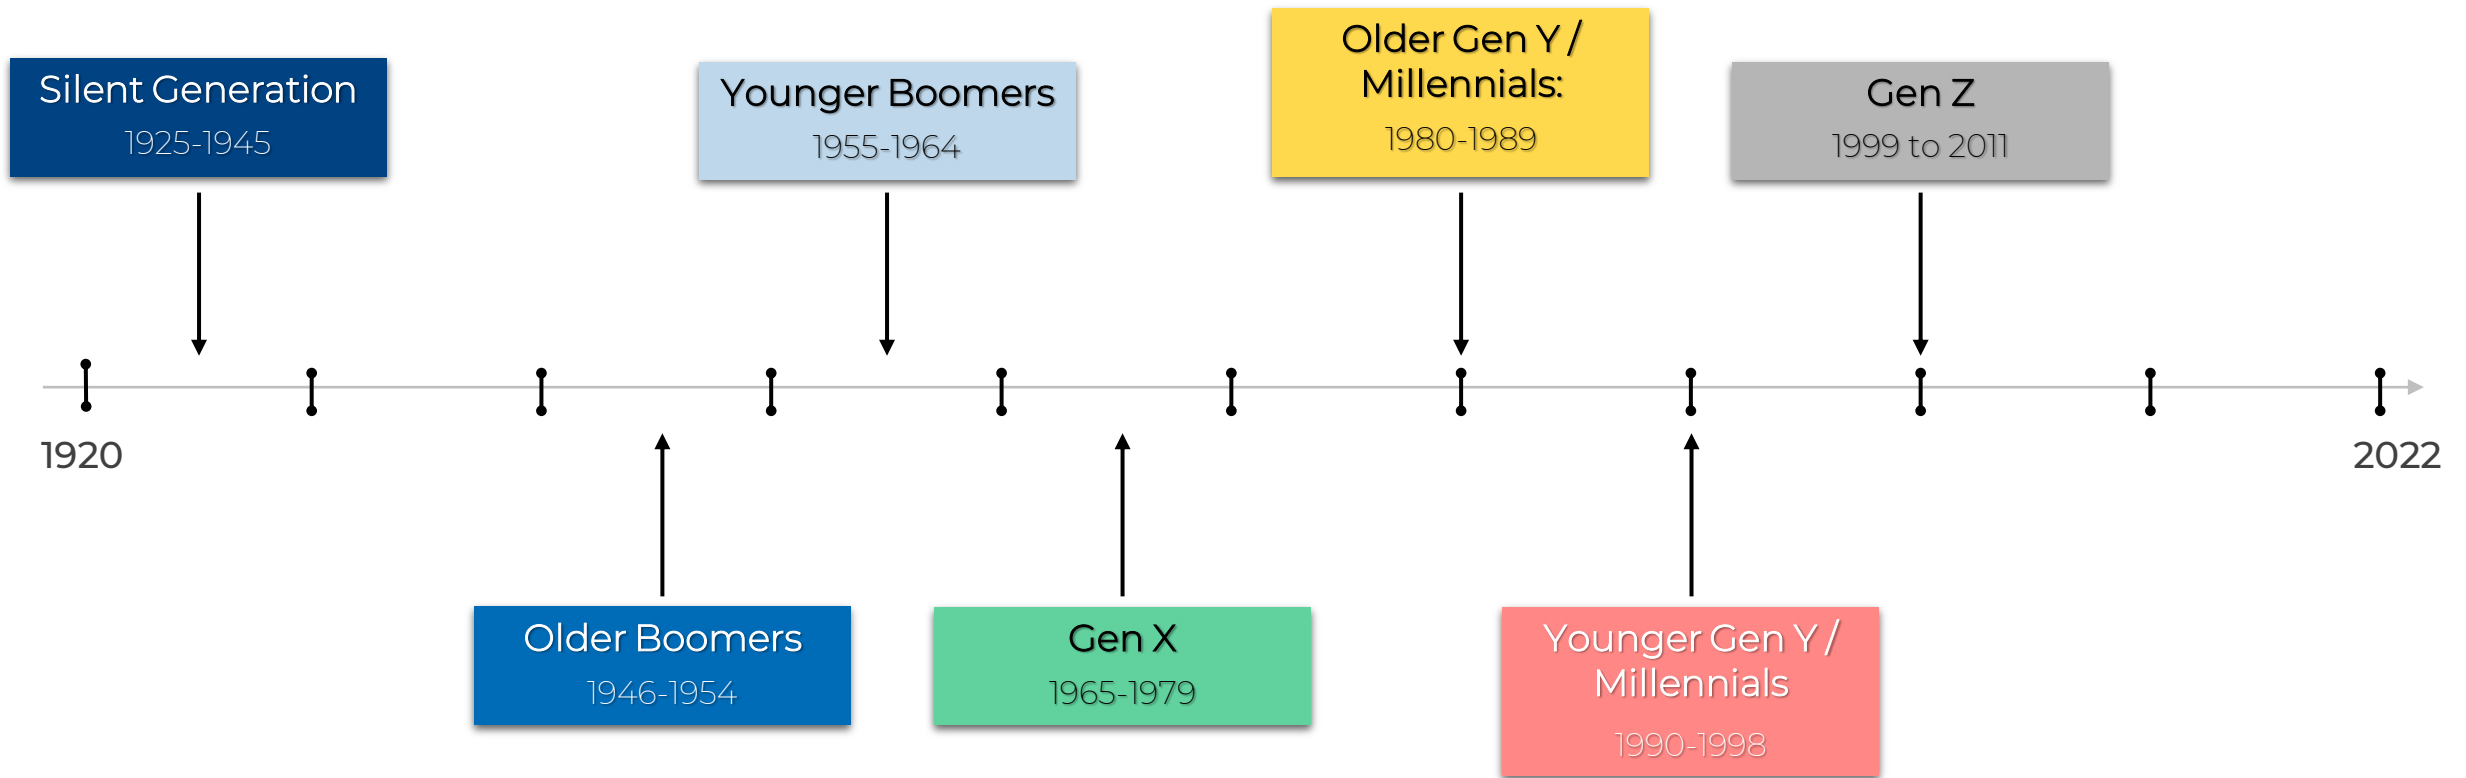 Silent Generation
1925-1945
Younger Boomers
1955-1964
Older Gen Y /
Millennials:
1980-1989
Gen Z
1999 to 2011
1920
2022
Older Boomers
1946-1954
Gen X
1965-1979
Younger Gen Y /
Millennials
1990-1998